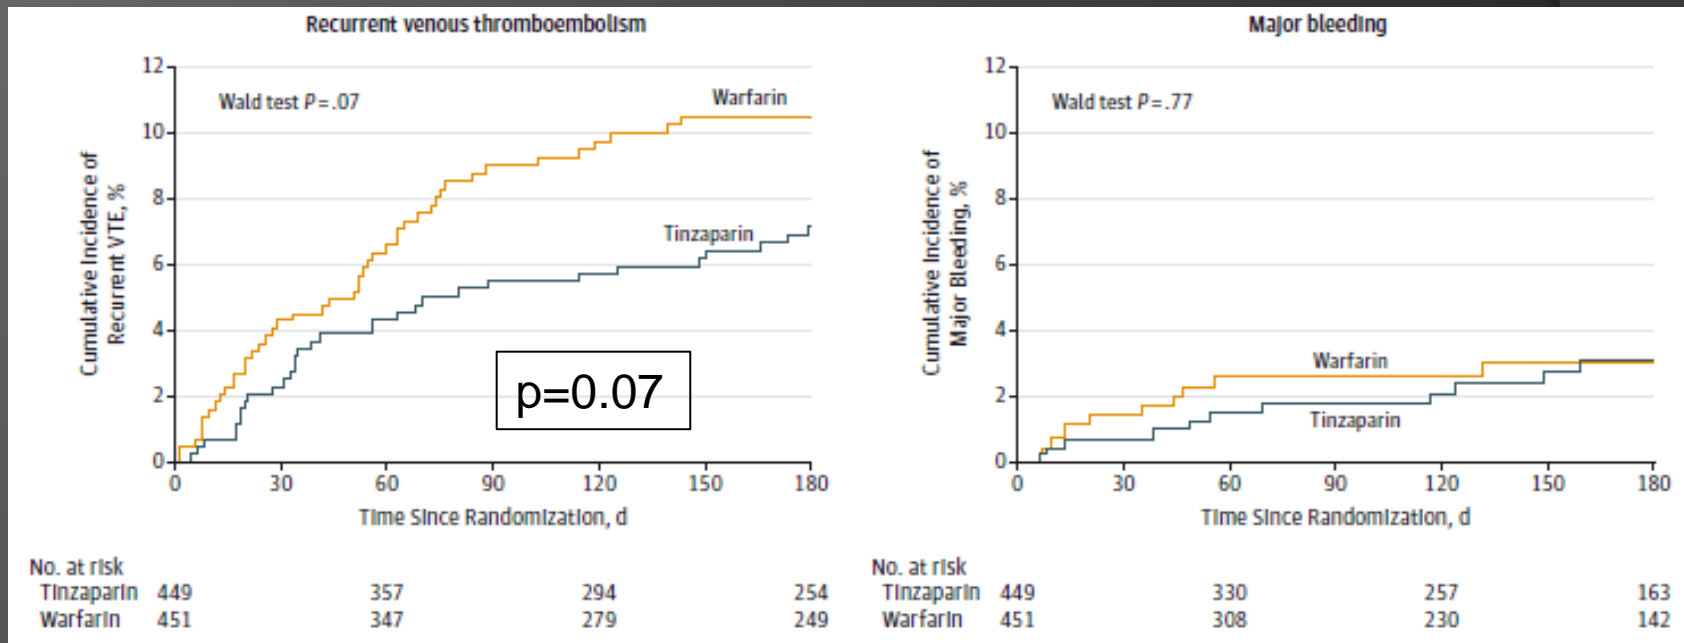 Recurrent venous thromboembolism
12
10
8
6
4
2
0
Cumulative Incidence of
Recurrent VTE, %
Wald test P=.07
Warfarin
Tinzaparin
p=0.07
0 30 60 90 120 150 180
Time Since Randomization, d
No. at risk
Tinzaparin 449 357 294 254
Warfarin 451 347 279 249
Major bleeding
12
10
8
6
4
2
0
Cumulative Incidence of
Major Bleeding, %
Wald test P=.77
Warfarin
Tinzaparin
0 30 60 90 120 150 180
Time Since Randomization, d
No. at risk
Tinzaparin 449 330 257 163
Warfarin 451 308 230 142